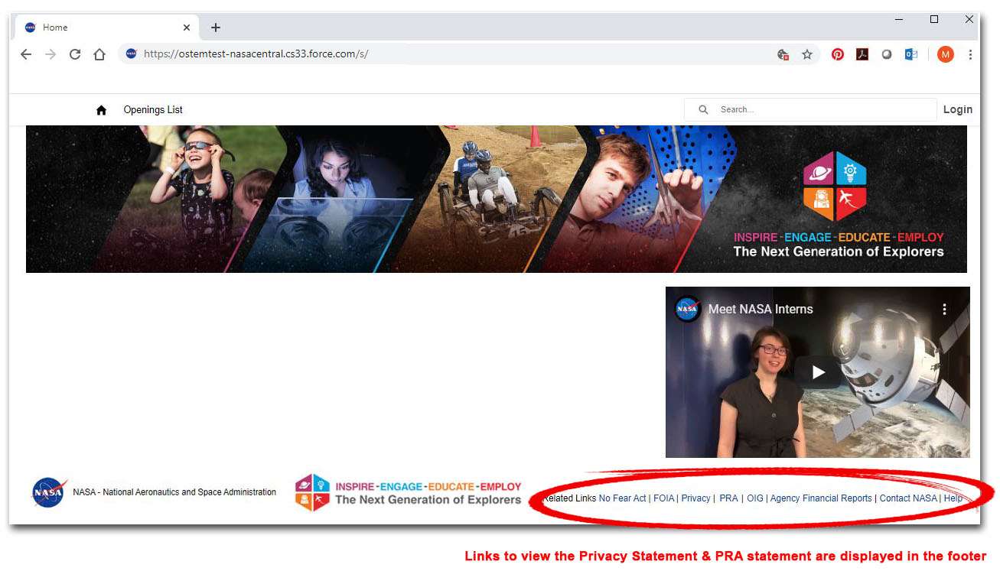 Home
https://ostemtest-nasacentral.cs33.force.com/s/
M
Openings List
Search...
Login
15
INSPIRE - ENGAGE - EDUCATE - EMPLOY
The Next Generation of Explorers
NASA
Meet NASA Interns
NASA
NASA - National Aeronautics and Space Administration
INSPIRE - ENGAGE - EDUCATE - EMPLOY
The Next Generation of Explorers
Related Links No Fear Act | FOIA | Privacy | PRA | OIG | Agency Financial Reports | Contact NASA | Help
Links to view the Privacy Statement & PRA statement are displayed in the footer